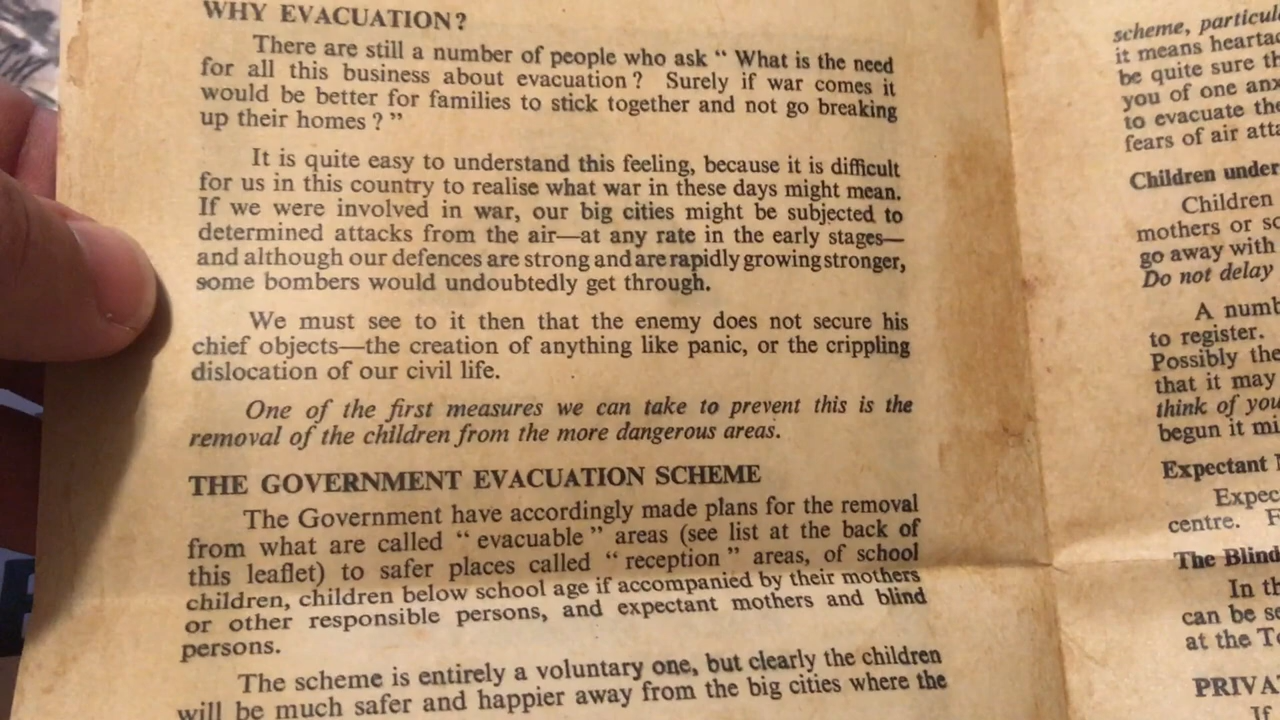 WHY EVACUATION?
There are still a number of people who ask “ What is the need
for all this business about evacuation ? Surely if war comes it
would be better for families to stick together and not go breaking
up their homes ? ”
It is quite easy to understand this feeling, because it is difficult
for us in this country to realise what war in these days might mean.
If we were involved in war, our big cities might be subjected to
determined attacks from the air—at any rate in the early stages—
and although our defences are strong and are rapidly growing stronger,
some bombers would undoubtedly get through.
We must see to it then that the enemy does not secure his
chief objects—the creation of anything like panic, or the crippling
dislocation of our civil life.
One of the first measures we can take to prevent this is the
removal of the children from the more dangerous areas.
THE GOVERNMENT EVACUATION SCHEME
The Government have accordingly made plans for the removal
from what are called “ evacuable ” areas (see list at the back of
this leaflet) to safer places called “ reception ” areas, of school
children, children below school age if accompanied by their mothers
or other responsible persons, and expectant mothers and blind
persons.
The scheme is entirely a voluntary one, but clearly the children
will be much safer and happier away from the big cities where the
scheme,
it means
be quite sure
you of one
to evacuate
fears of air
Children under
Children
mothers or
go away with
Do not delay
A
to register.
Possibly the
that it may
think of you
begun it
Expectant
centre.
The Blind
In
can be
at the
If